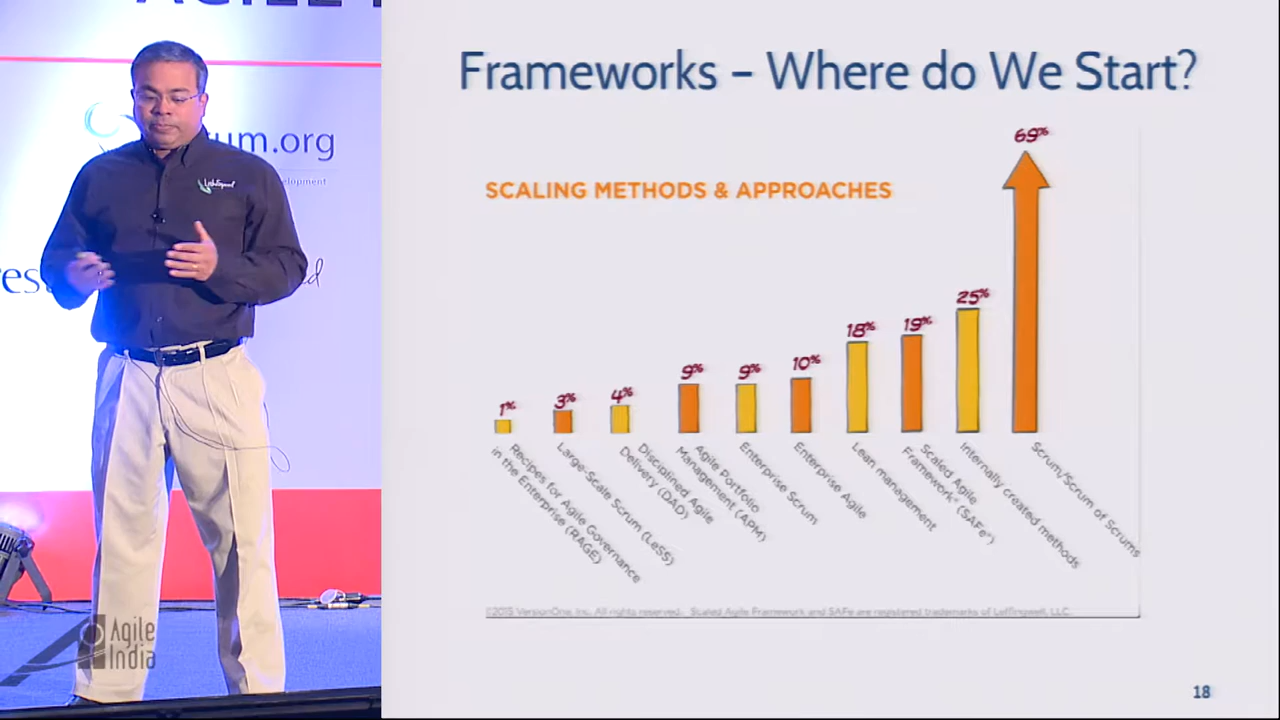 Frameworks – Where do We Start?
SCALING METHODS & APPROACHES
1%
3%
4%
9%
9%
10%
18%
19%
25%
69%
Recipes for Agile Governance
in the Enterprise (RAGE)
Large-Scale Scrum (LeSS)
Disciplined Agile
Delivery (DAD)
Agile Portfolio
Management (APM)
Enterprise Scrum
Enterprise Agile
Lean management
Scaled Agile
Framework® (SAFe®)
Internally created methods
Scrum/Scrum of Scrums
©2015 VersionOne, Inc. All rights reserved. Scaled Agile Framework and SAFe are registered trademarks of Leffingwell, LLC.
18
um.org
Agile
India